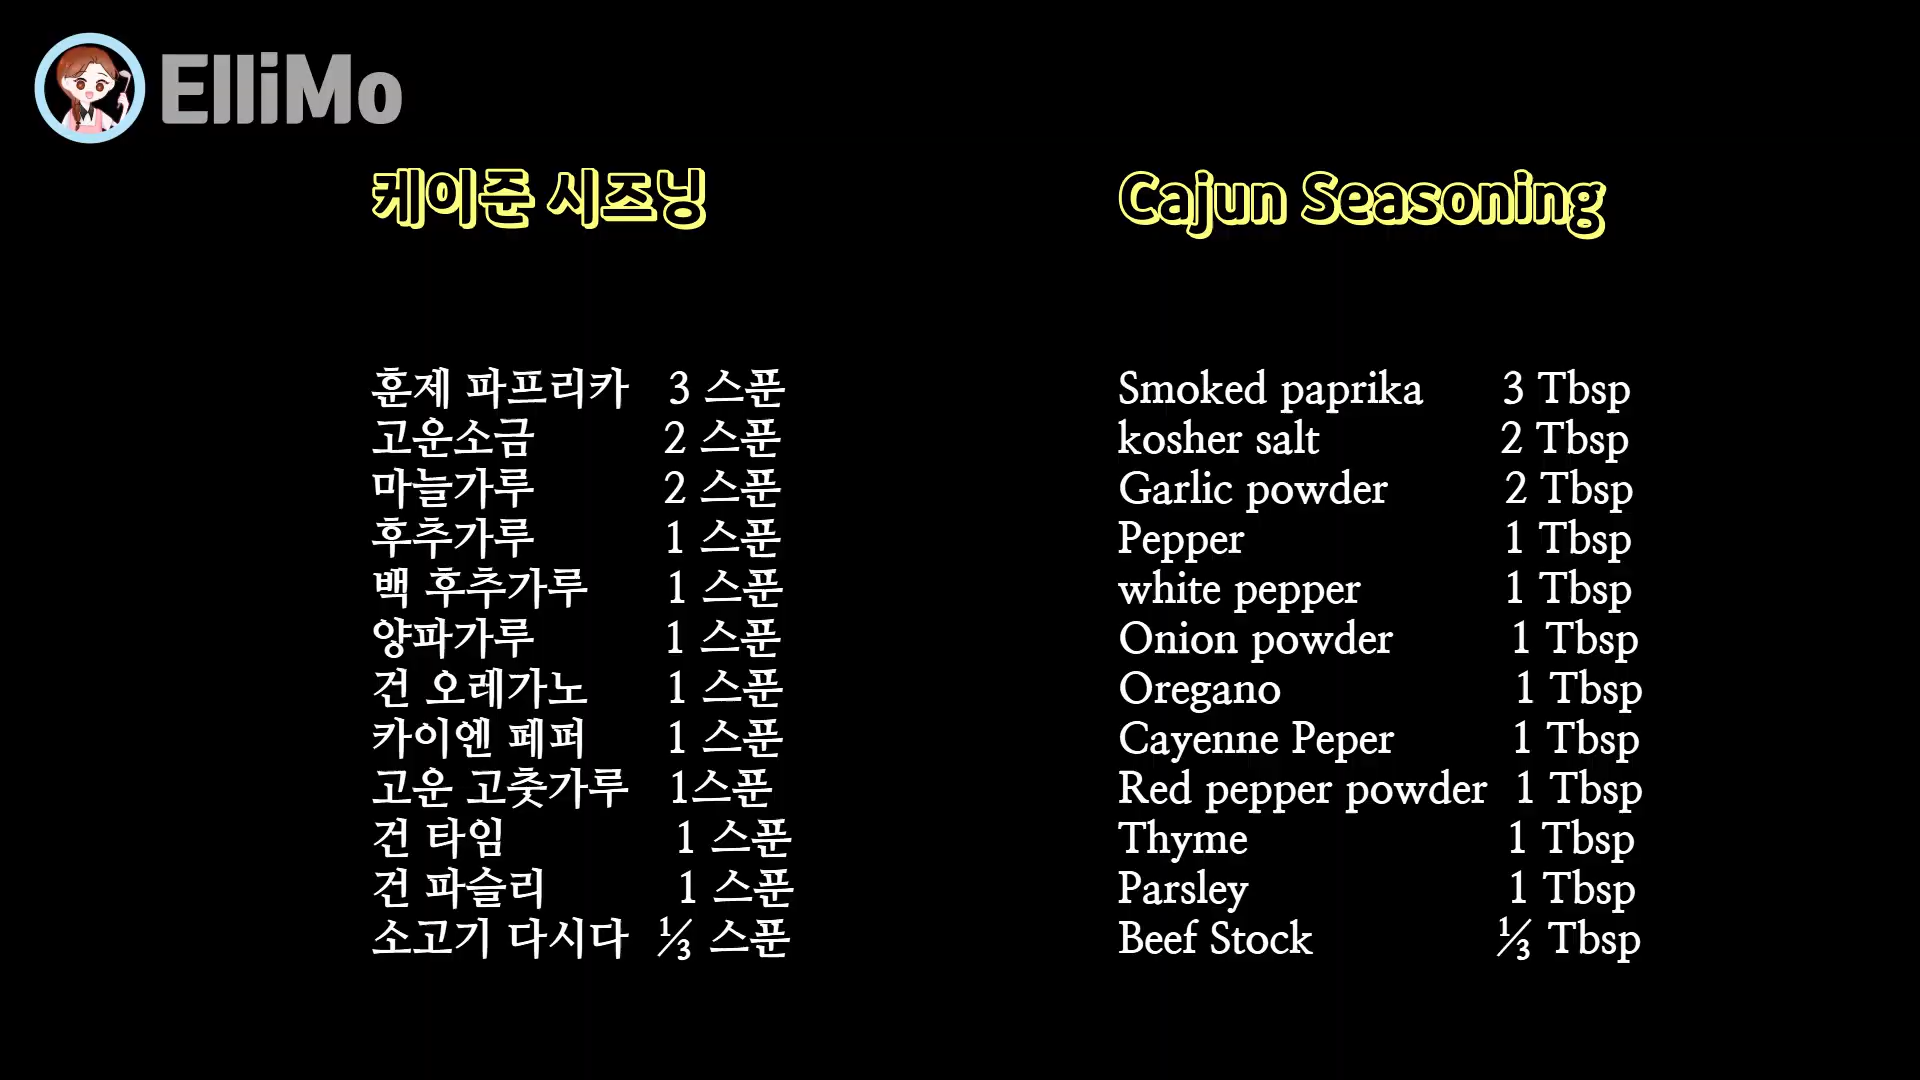 ElliMo
케이준 시즈닝
훈제 파프리카 3 스푼
고운소금 2 스푼
마늘가루 2 스푼
후추가루 1 스푼
백 후추가루 1 스푼
양파가루 1 스푼
건 오레가노 1 스푼
카이엔 페퍼 1 스푼
고운 고춧가루 1스푼
건 타임 1 스푼
건 파슬리 1 스푼
소고기 다시다 ⅓ 스푼
Cajun Seasoning
Smoked paprika 3 Tbsp
kosher salt 2 Tbsp
Garlic powder 2 Tbsp
Pepper 1 Tbsp
white pepper 1 Tbsp
Onion powder 1 Tbsp
Oregano 1 Tbsp
Cayenne Peper 1 Tbsp
Red pepper powder 1 Tbsp
Thyme 1 Tbsp
Parsley 1 Tbsp
Beef Stock ⅓ Tbsp